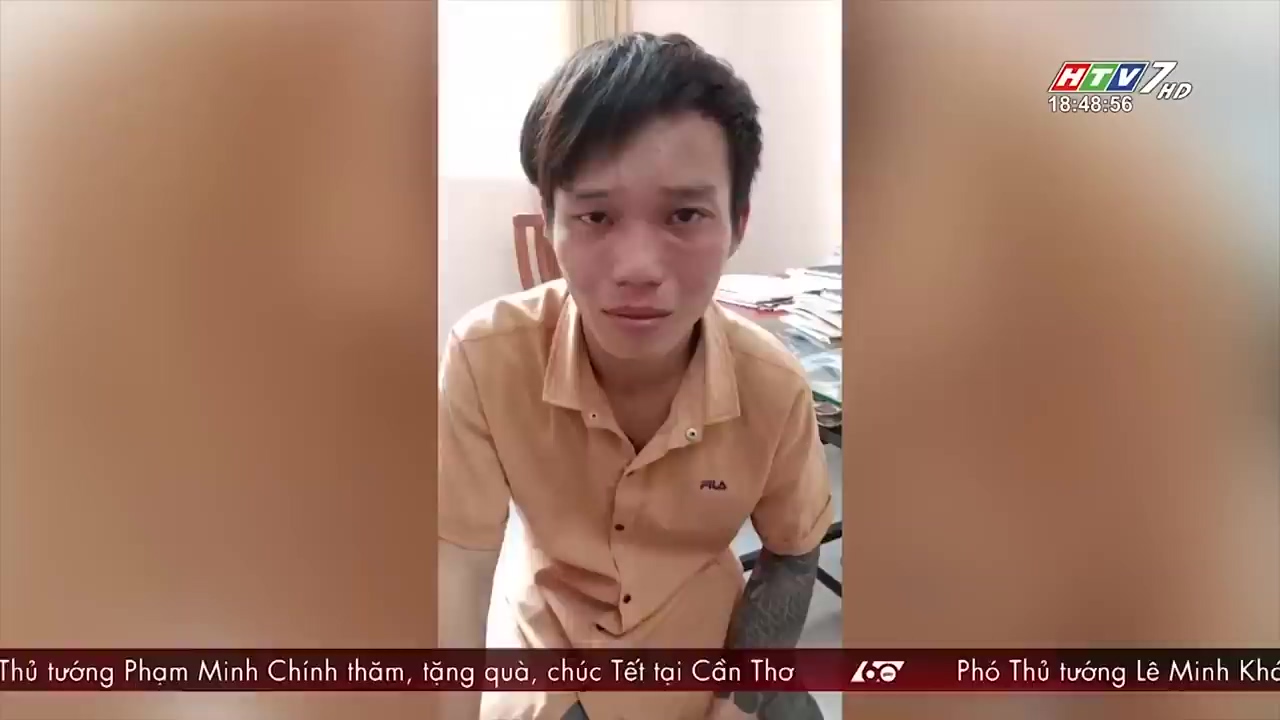 HTV7 HD
18:48:56
FILA
Thủ tướng Phạm Minh Chính thăm, tặng quà, chúc Tết tại Cần Thơ
60
Phó Thủ tướng Lê Minh